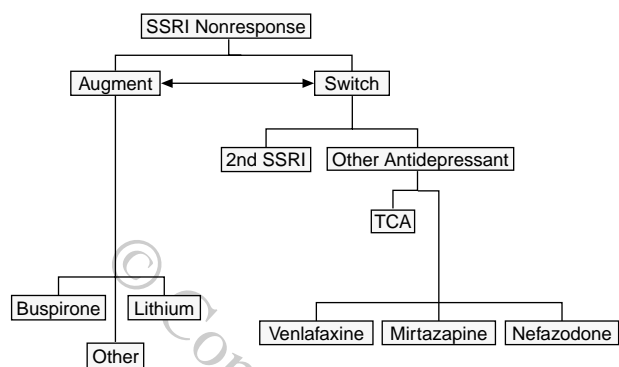 SSRI Nonresponse
Augment
Switch
2nd SSRI
Other Antidepressant
TCA
Buspirone
Lithium
Venlafaxine
Mirtazapine
Nefazodone
Other
©